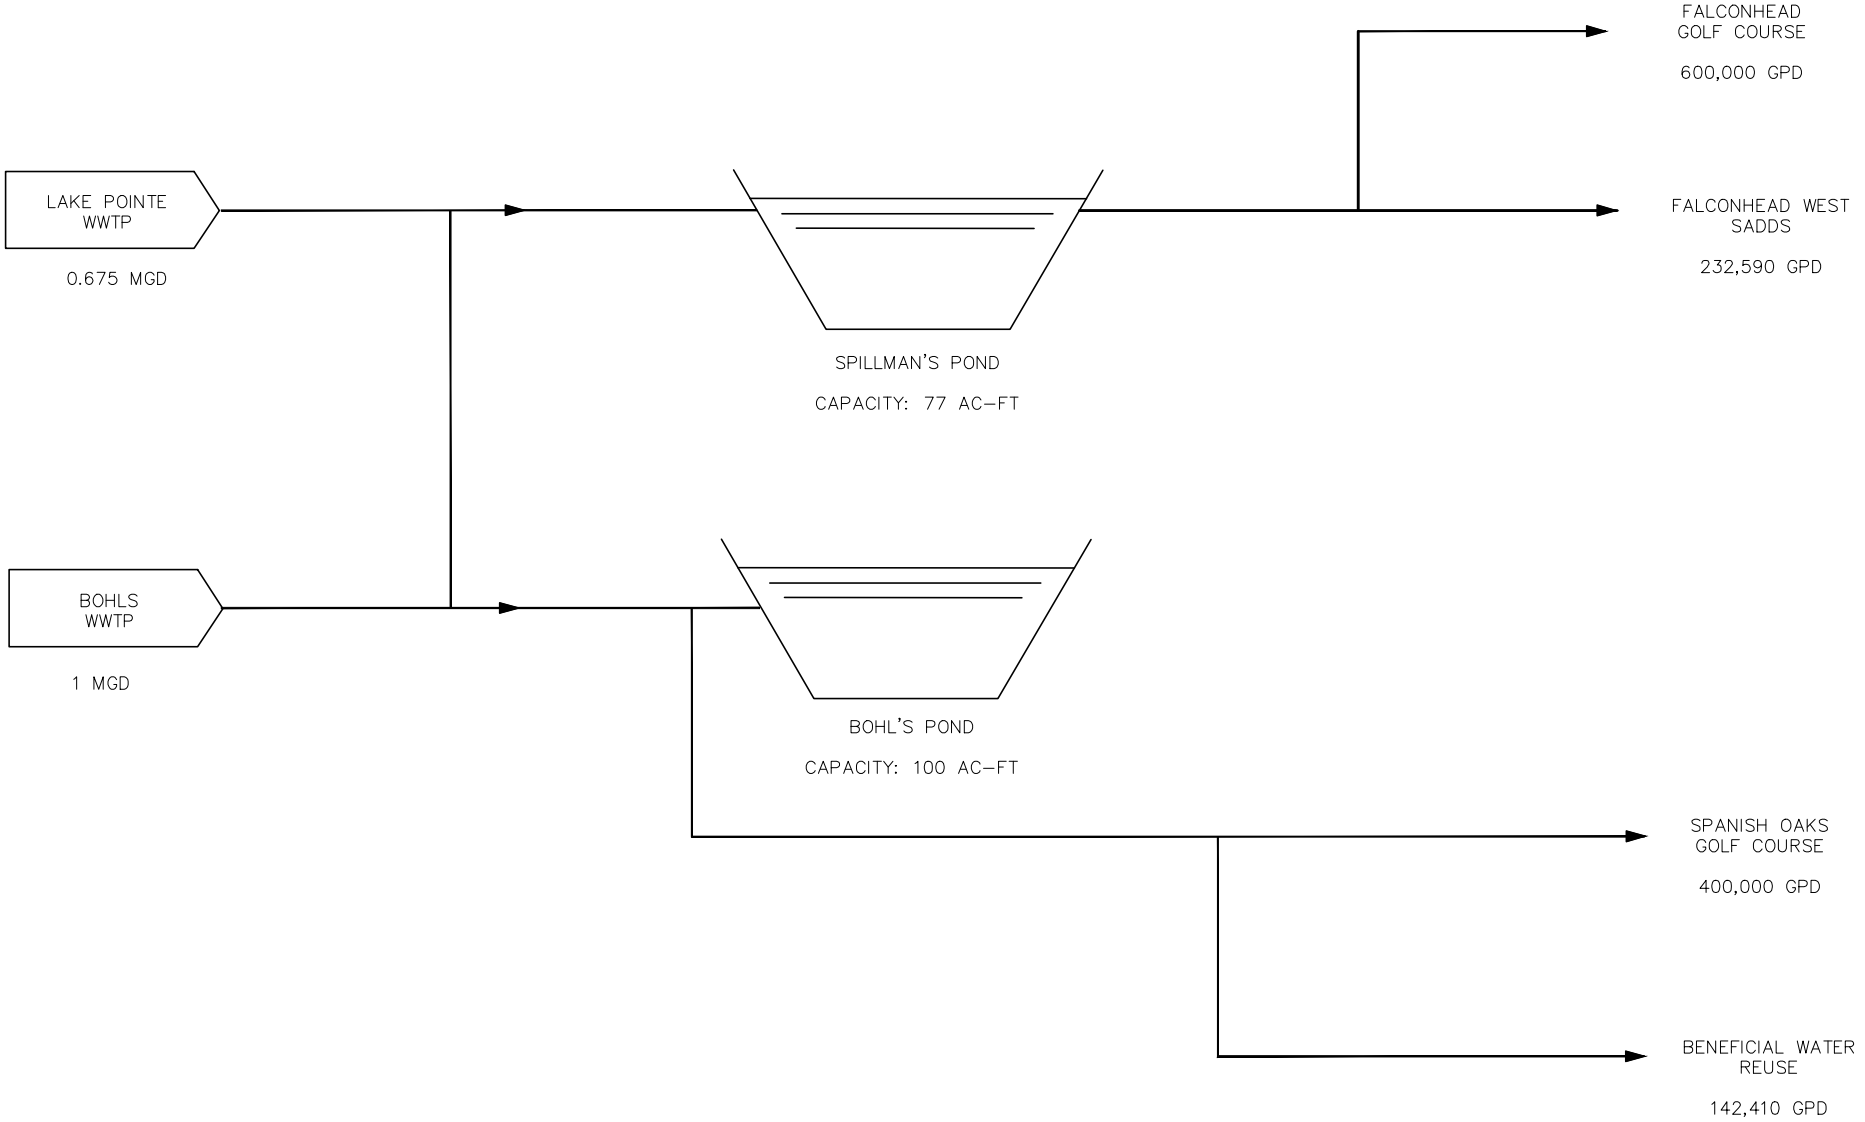 FALCONHEAD
GOLF COURSE
600,000 GPD
LAKE POINTE
WWTP
0.675 MGD
FALCONHEAD WEST
SADDS
232,590 GPD
SPILLMAN'S POND
CAPACITY: 77 AC-FT
BOHLS
WWTP
1 MGD
BOHL'S POND
CAPACITY: 100 AC-FT
SPANISH OAKS
GOLF COURSE
400,000 GPD
BENEFICIAL WATER
REUSE
142,410 GPD